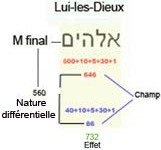 Lui-les-Dieux
M final
אלהים
600+10+5+30+1
646
560
Nature
différentielle
Champ
40+10+5+30+1
86
732
Effet